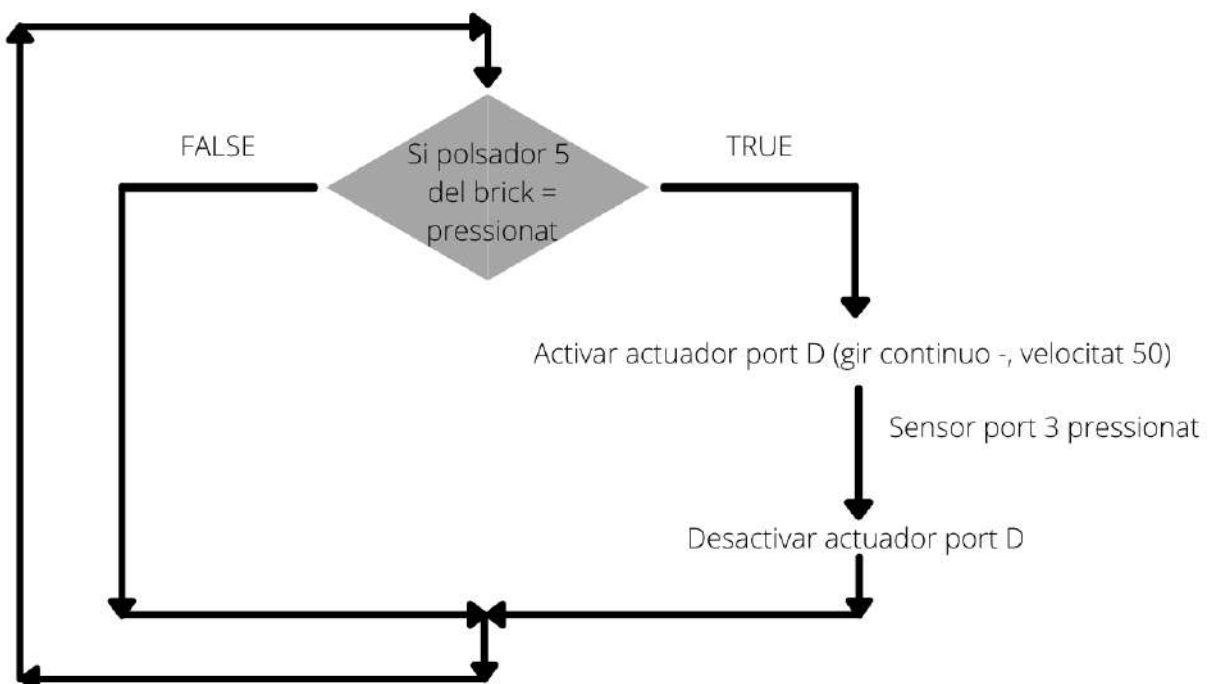 FALSE
TRUE
Si polsador 5
del brick =
pressionat
Activar actuador port D (gir continuo -, velocitat 50)
Sensor port 3 pressionat
Desactivar actuador port D